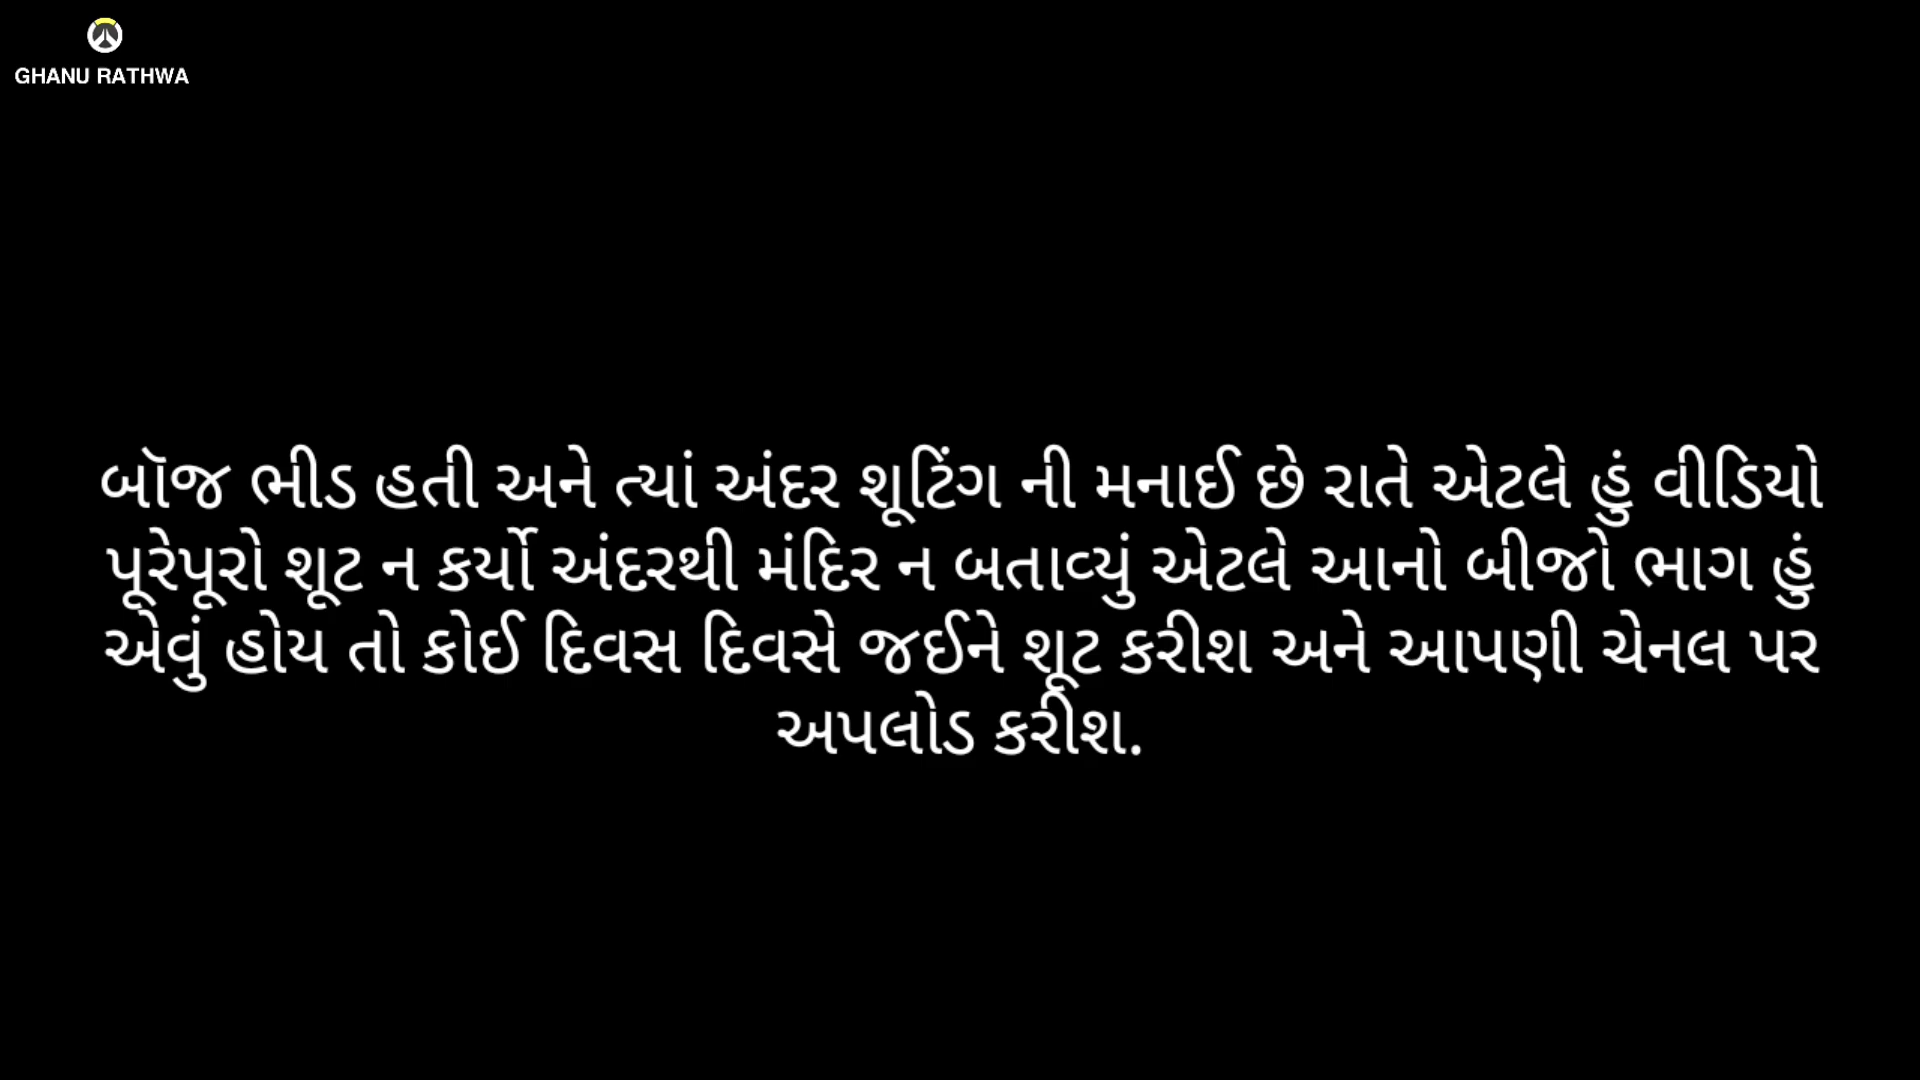 GHANU RATHWA
બૉજ ભીડ હતી અને ત્યાં અંદર શૂટિંગ ની મનાઈ છે રાતે એટલે હું વીડિયો
પૂરેપૂરો શૂટ ન કર્યો અંદરથી મંદિર ન બતાવ્યું એટલે આનો બીજો ભાગ હું
એવું હોય તો કોઈ દિવસ દિવસે જઈને શૂટ કરીશ અને આપણી ચેનલ પર
અપલોડ કરીશ.